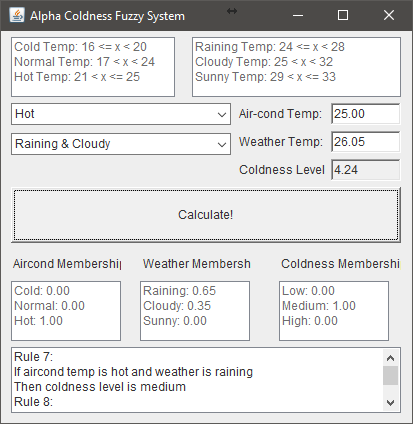 Alpha Coldness Fuzzy System
Cold Temp: 16 <= x < 20
Normal Temp: 17 < x < 24
Hot Temp: 21 < x <= 25
Raining Temp: 24 <= x < 28
Cloudy Temp: 25 < x < 32
Sunny Temp: 29 < x <= 33
Hot
Air-cond Temp:
25.00
Raining & Cloudy
Weather Temp:
26.05
Coldness Level
4.24
Calculate!
Aircond Membership
Weather Membersh
Coldness Membershi
Cold: 0.00
Normal: 0.00
Hot: 1.00
Raining: 0.65
Cloudy: 0.35
Sunny: 0.00
Low: 0.00
Medium: 1.00
High: 0.00
Rule 7:
If aircond temp is hot and weather is raining
Then coldness level is medium
Rule 8: